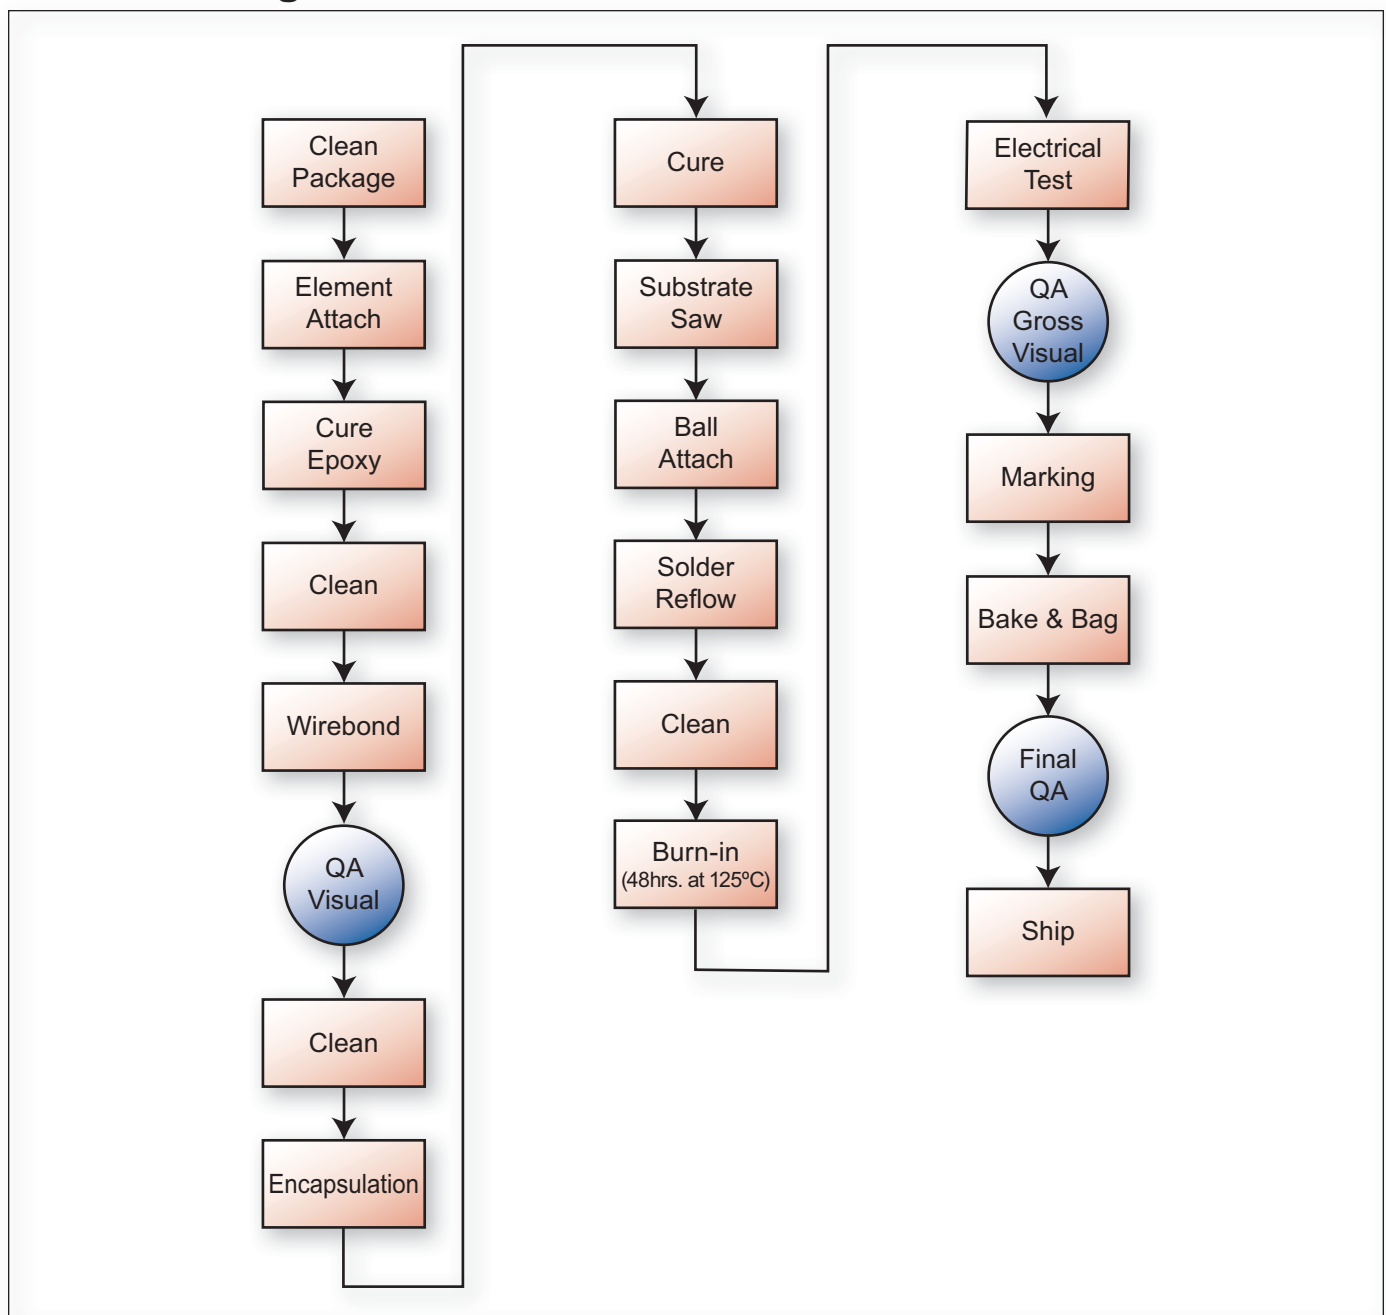 Clean
Package
Element
Attach
Cure
Epoxy
Clean
Wirebond
QA
Visual
Clean
Encapsulation
Cure
Substrate
Saw
Ball
Attach
Solder
Reflow
Clean
Burn-in
(48hrs. at 125ºC)
Electrical
Test
QA
Gross
Visual
Marking
Bake & Bag
Final
QA
Ship